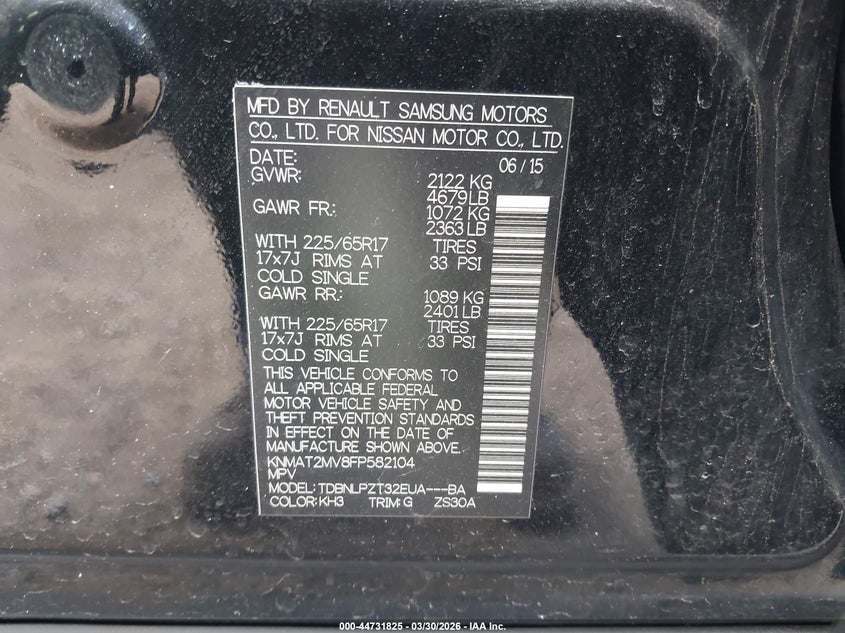 MFD BY RENAULT SAMSUNG MOTORS
CO., LTD. FOR NISSAN MOTOR CO., LTD.
DATE: 06/15
GVWR: 2122 KG
4679LB
GAWR FR: 1072 KG
2363LB
WITH 225/65R17 TIRES
17x7J RIMS AT 33 PSI
COLD SINGLE
GAWR RR: 1089 KG
2401LB
WITH 225/65R17 TIRES
17x7J RIMS AT 33 PSI
COLD SINGLE
THIS VEHICLE CONFORMS TO
ALL APPLICABLE FEDERAL
MOTOR VEHICLE SAFETY AND
THEFT PREVENTION STANDARDS
IN EFFECT ON THE DATE OF
MANUFACTURE SHOWN ABOVE.
KNMAT2MV8FP582104
MPV
MODEL: TDBNLPZT32EUA---BA
COLOR: KH3 TRIM: G ZS30A
000-44731825 - 03/30/2026 - IAA Inc.